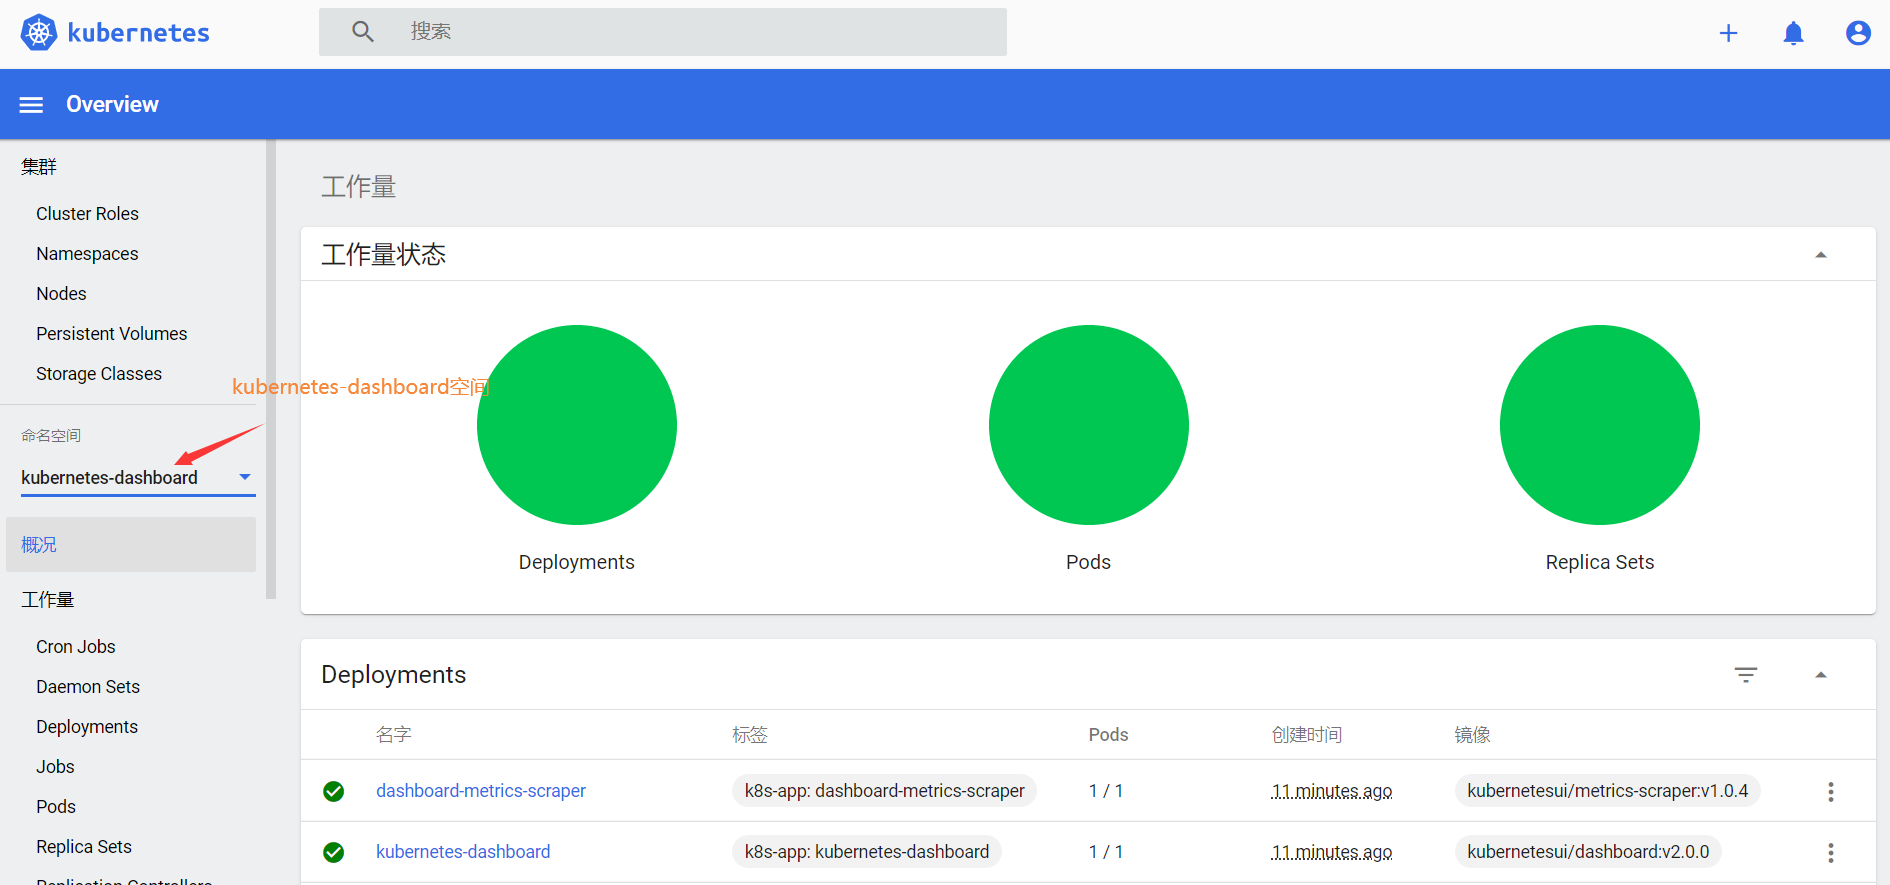 kubernetes
搜索
Overview
集群
Cluster Roles
Namespaces
Nodes
Persistent Volumes
Storage Classes
kubernetes-dashboard空间
命名空间
kubernetes-dashboard
概况
工作量
Cron Jobs
Daemon Sets
Deployments
Jobs
Pods
Replica Sets
Replication Controllers
工作量
工作量状态
Deployments
Pods
Replica Sets
Deployments
名字 标签 Pods 创建时间 镜像
dashboard-metrics-scraper k8s-app: dashboard-metrics-scraper 1 / 1 11 minutes ago kubernetesui/metrics-scraper:v1.0.4
kubernetes-dashboard k8s-app: kubernetes-dashboard 1 / 1 11 minutes ago kubernetesui/dashboard:v2.0.0